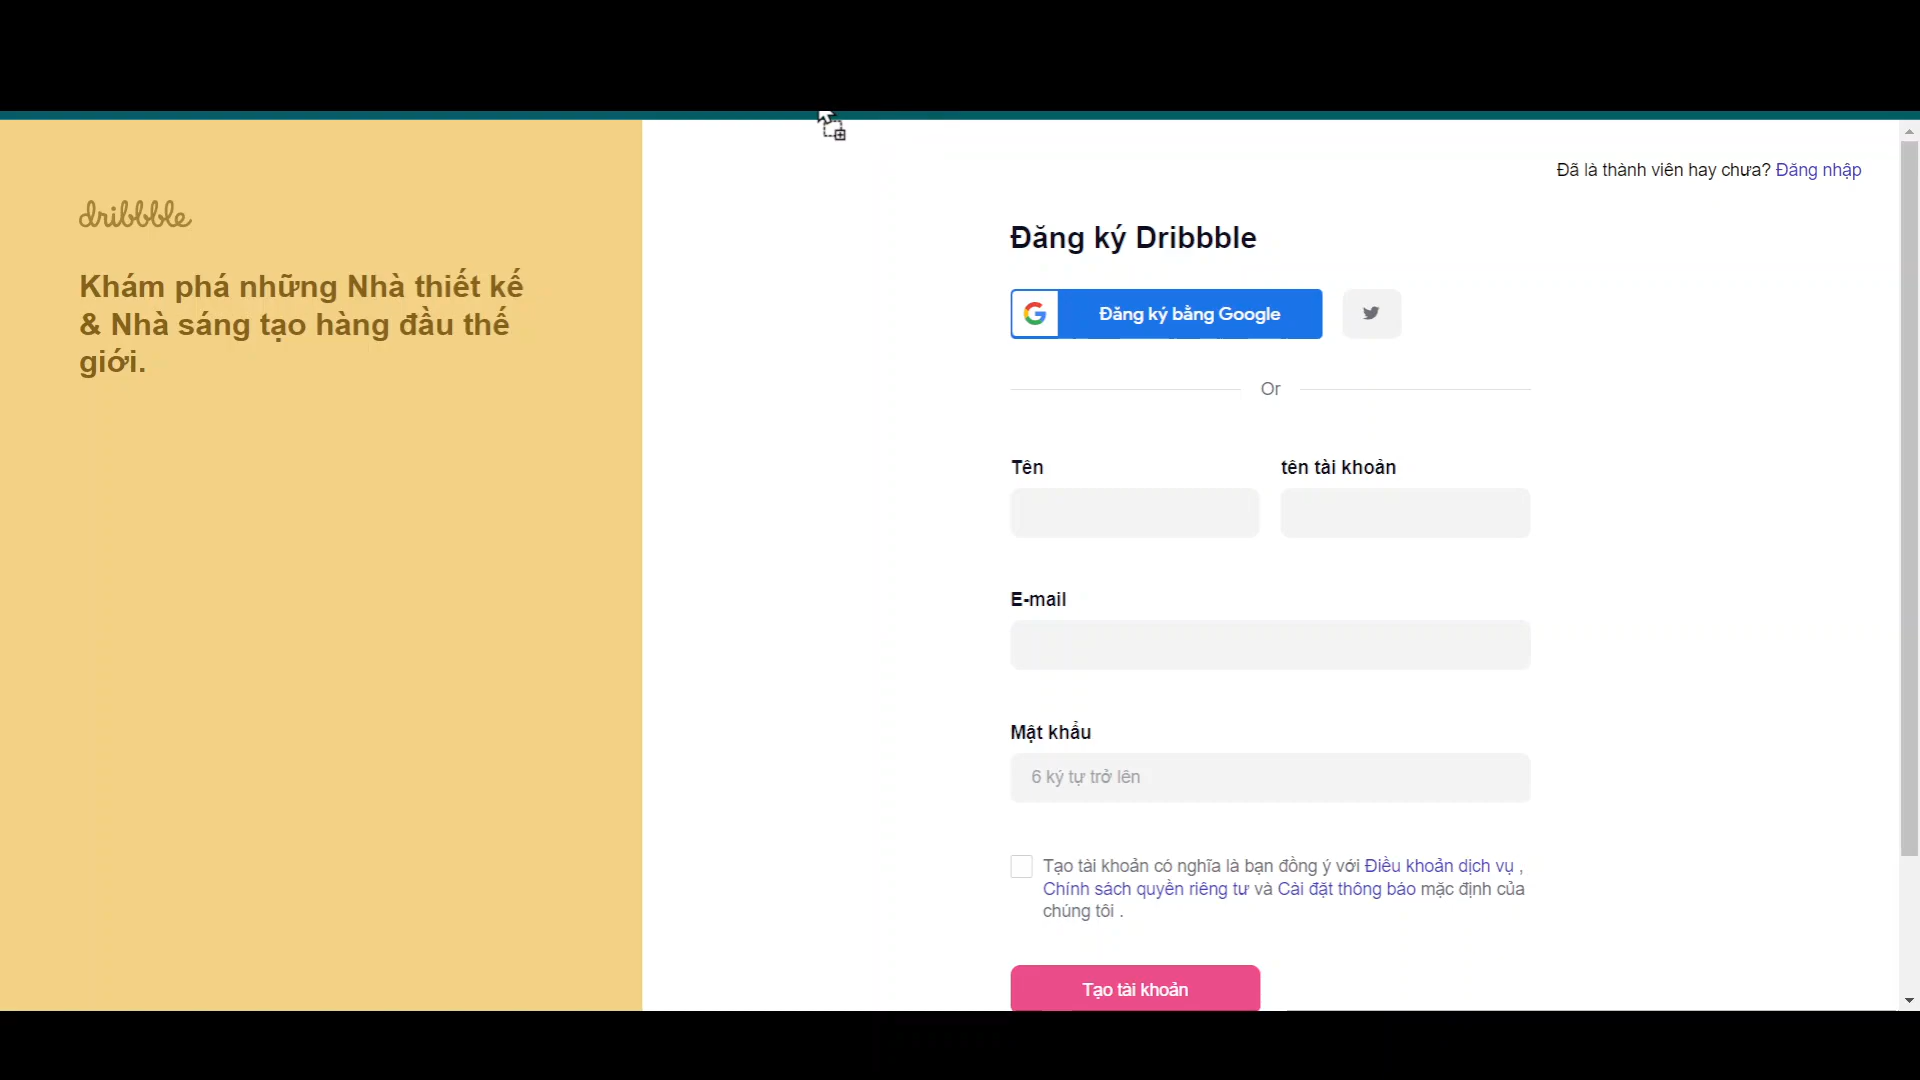 Đã là thành viên hay chưa? Đăng nhập
dribbble
Khám phá những Nhà thiết kế
& Nhà sáng tạo hàng đầu thế
giới.
Đăng ký Dribbble
Đăng ký bằng Google
Or
Tên
tên tài khoản
E-mail
Mật khẩu
6 ký tự trở lên
Tạo tài khoản có nghĩa là bạn đồng ý với Điều khoản dịch vụ ,
Chính sách quyền riêng tư và Cài đặt thông báo mặc định của
chúng tôi .
Tạo tài khoản